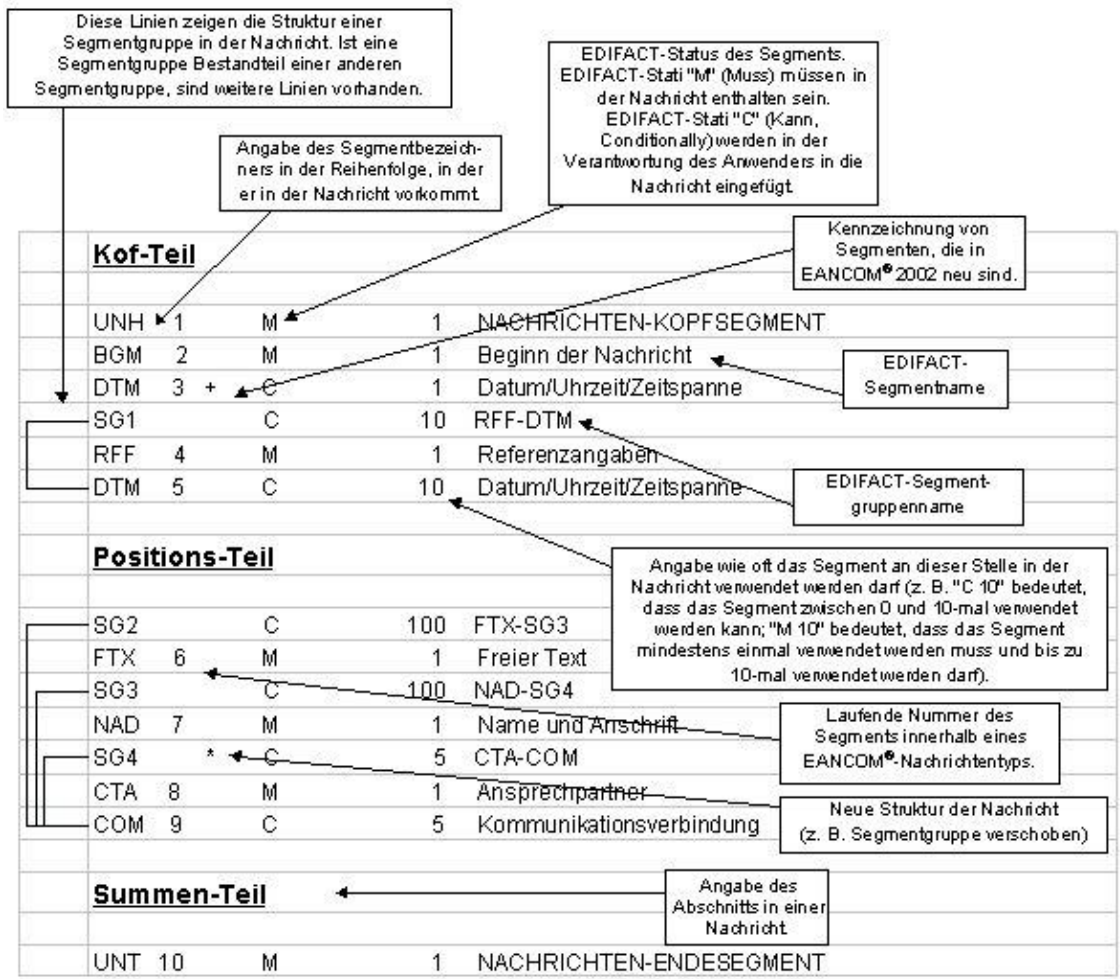 Diese Linien zeigen die Struktur einer
Segmentgruppe in der Nachricht. Ist eine
Segmentgruppe Bestandteil einer anderen
Segmentgruppe, sind weitere Linien vorhanden.
EDIFACT-Status des Segments.
EDIFACT-Stati "M" (Muss) müssen in
der Nachricht enthalten sein.
EDIFACT-Stati "C" (Kann,
Conditionally) werden in der
Verantwortung des Anwenders in die
Nachricht eingefügt.
Angabe des Segmentbezeich-
ners in der Reihenfolge, in der
er in der Nachricht vorkommt.
Kennzeichnung von
Segmenten, die in
EANCOM® 2002 neu sind.
Kof-Teil
UNH 1 M 1 NACHRICHTEN-KOPFSEGMENT
BGM 2 M 1 Beginn der Nachricht
DTM 3 + C 1 Datum/Uhrzeit/Zeitspanne
SG1 C 10 RFF-DTM
RFF 4 M 1 Referenzangaben
DTM 5 C 10 Datum/Uhrzeit/Zeitspanne
EDIFACT-
Segmentname
EDIFACT-Segment-
gruppenname
Positions-Teil
Angabe wie oft das Segment an dieser Stelle in der
Nachricht verwendet werden darf (z. B. "C 10" bedeutet,
dass das Segment zwischen 0 und 10-mal verwendet
werden kann; "M 10" bedeutet, dass das Segment
mindestens einmal verwendet werden muss und bis zu
10-mal verwendet werden darf).
SG2 C 100 FTX-SG3
FTX 6 M 1 Freier Text
SG3 C 100 NAD-SG4
NAD 7 M 1 Name und Anschrift
SG4 * C 5 CTA-COM
CTA 8 M 1 Ansprechpartner
COM 9 C 5 Kommunikationsverbindung
Laufende Nummer des
Segments innerhalb eines
EANCOM®-Nachrichtentyps.
Neue Struktur der Nachricht
(z. B. Segmentgruppe verschoben)
Summen-Teil
Angabe des
Abschnitts in einer
Nachricht.
UNT 10 M 1 NACHRICHTEN-ENDESEGMENT